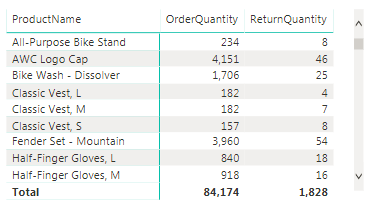 ProductName OrderQuantity ReturnQuantity
All-Purpose Bike Stand 234 8
AWC Logo Cap 4,151 46
Bike Wash - Dissolver 1,706 25
Classic Vest, L 182 4
Classic Vest, M 182 7
Classic Vest, S 157 8
Fender Set - Mountain 3,960 54
Half-Finger Gloves, L 840 18
Half-Finger Gloves, M 918 16
Total 84,174 1,828